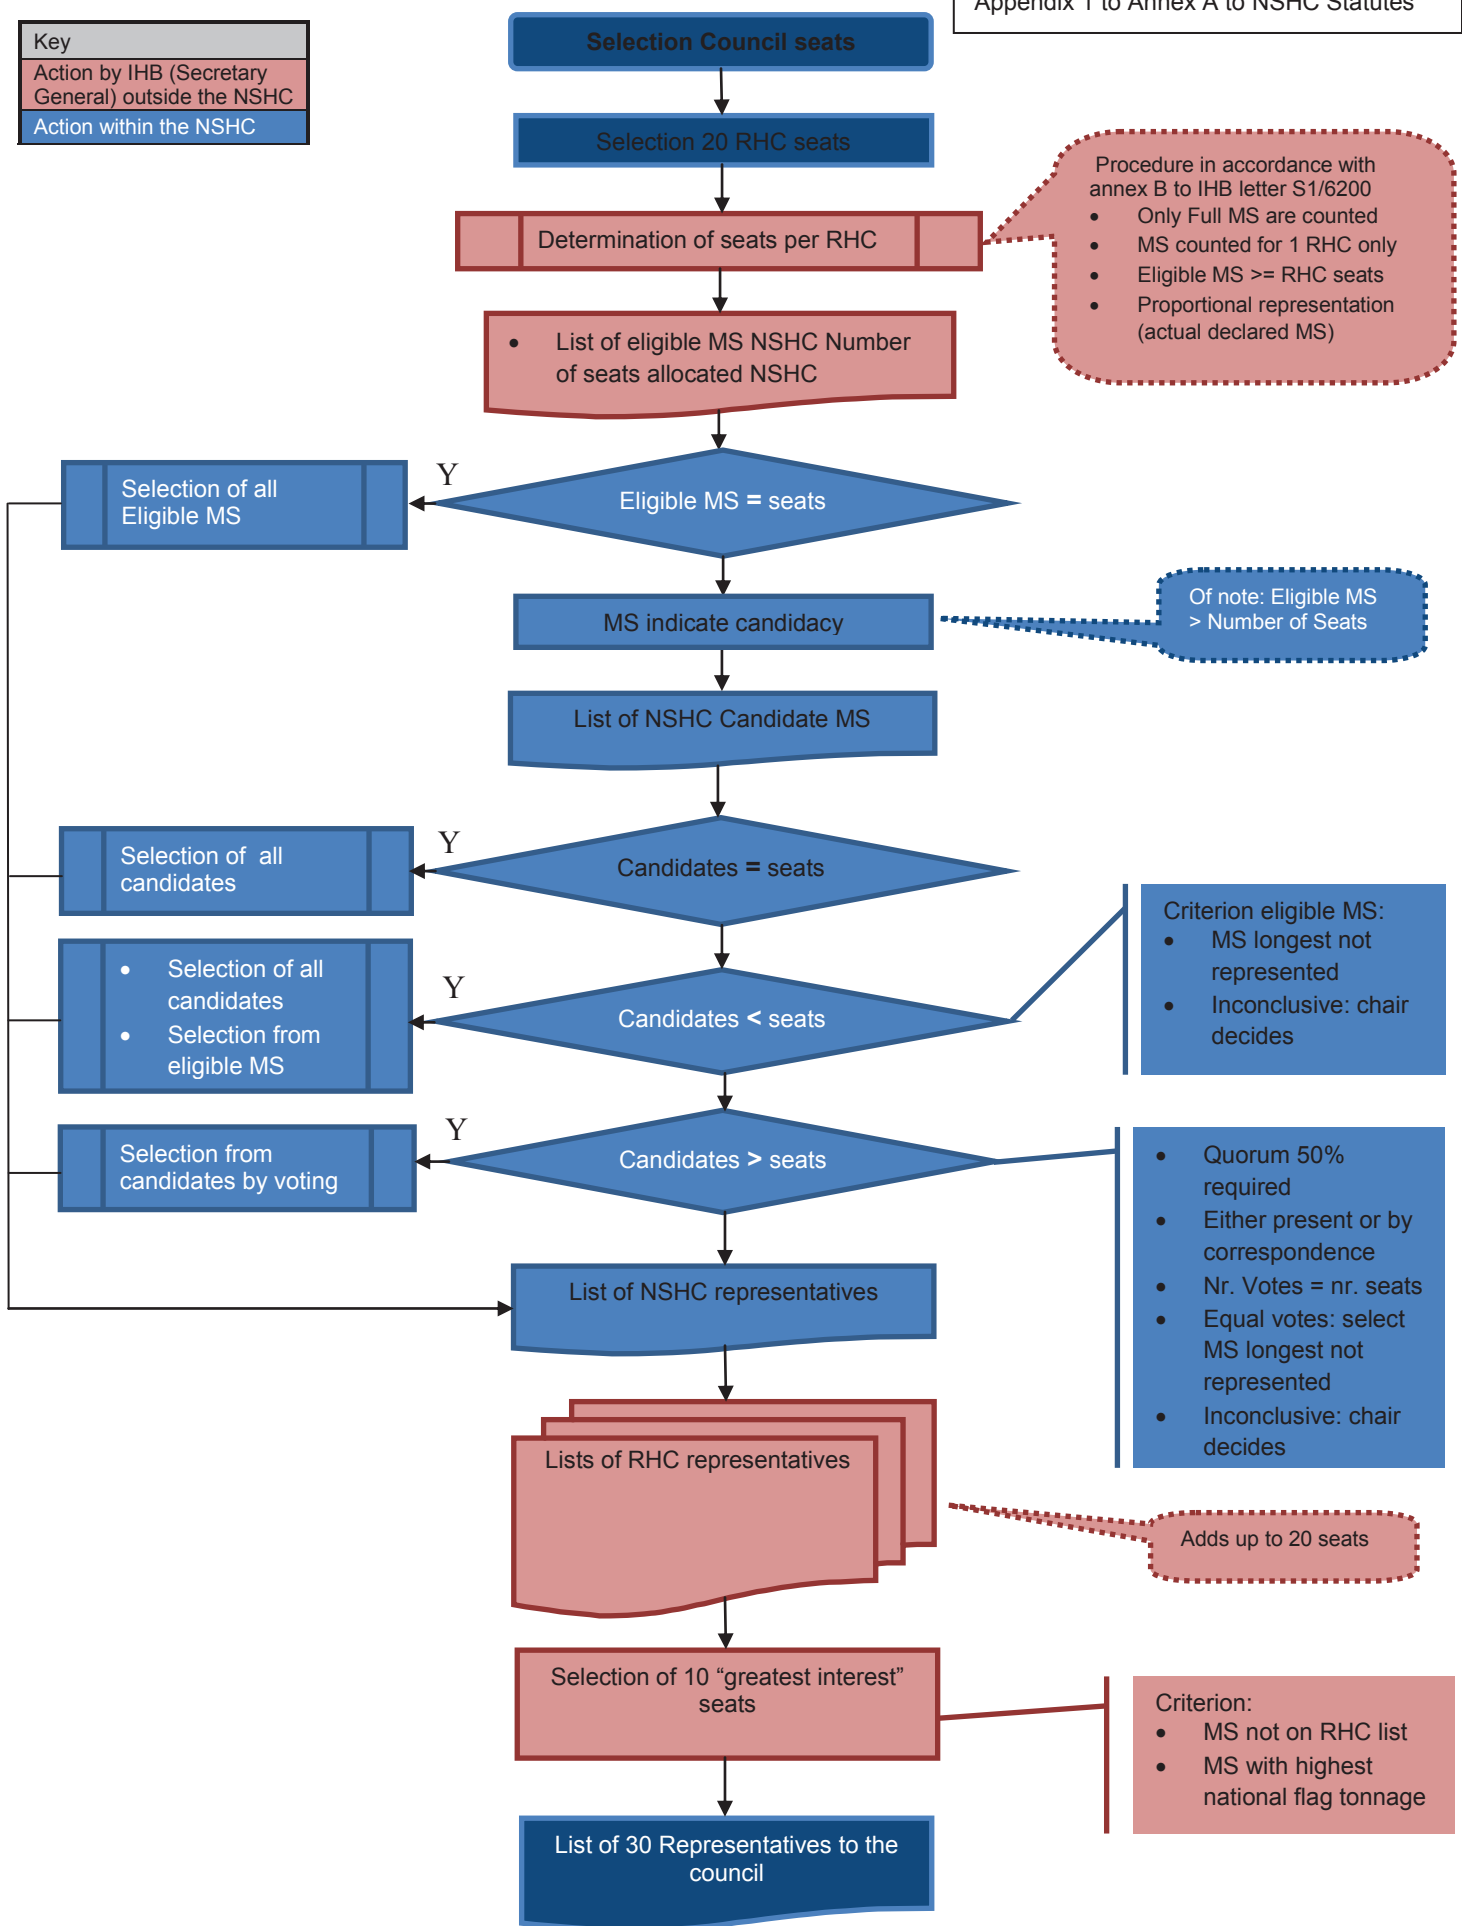 Appendix 1 to Annex A to NSHC Statutes
Key
Action by IHB (Secretary
General) outside the NSHC
Action within the NSHC
Selection Council seats
Selection 20 RHC seats
Determination of seats per RHC
Procedure in accordance with
annex B to IHB letter S1/6200
• Only Full MS are counted
• MS counted for 1 RHC only
• Eligible MS >= RHC seats
• Proportional representation
(actual declared MS)
• List of eligible MS NSHC Number
of seats allocated NSHC
Eligible MS = seats
Y
Selection of all
Eligible MS
MS indicate candidacy
Of note: Eligible MS
> Number of Seats
List of NSHC Candidate MS
Candidates = seats
Y
Selection of all
candidates
Candidates < seats
Y
• Selection of all
candidates
• Selection from
eligible MS
Criterion eligible MS:
• MS longest not
represented
• Inconclusive: chair
decides
Candidates > seats
Y
Selection from
candidates by voting
• Quorum 50%
required
• Either present or by
correspondence
• Nr. Votes = nr. seats
• Equal votes: select
MS longest not
represented
• Inconclusive: chair
decides
List of NSHC representatives
Lists of RHC representatives
Adds up to 20 seats
Selection of 10 “greatest interest”
seats
Criterion:
• MS not on RHC list
• MS with highest
national flag tonnage
List of 30 Representatives to the
council